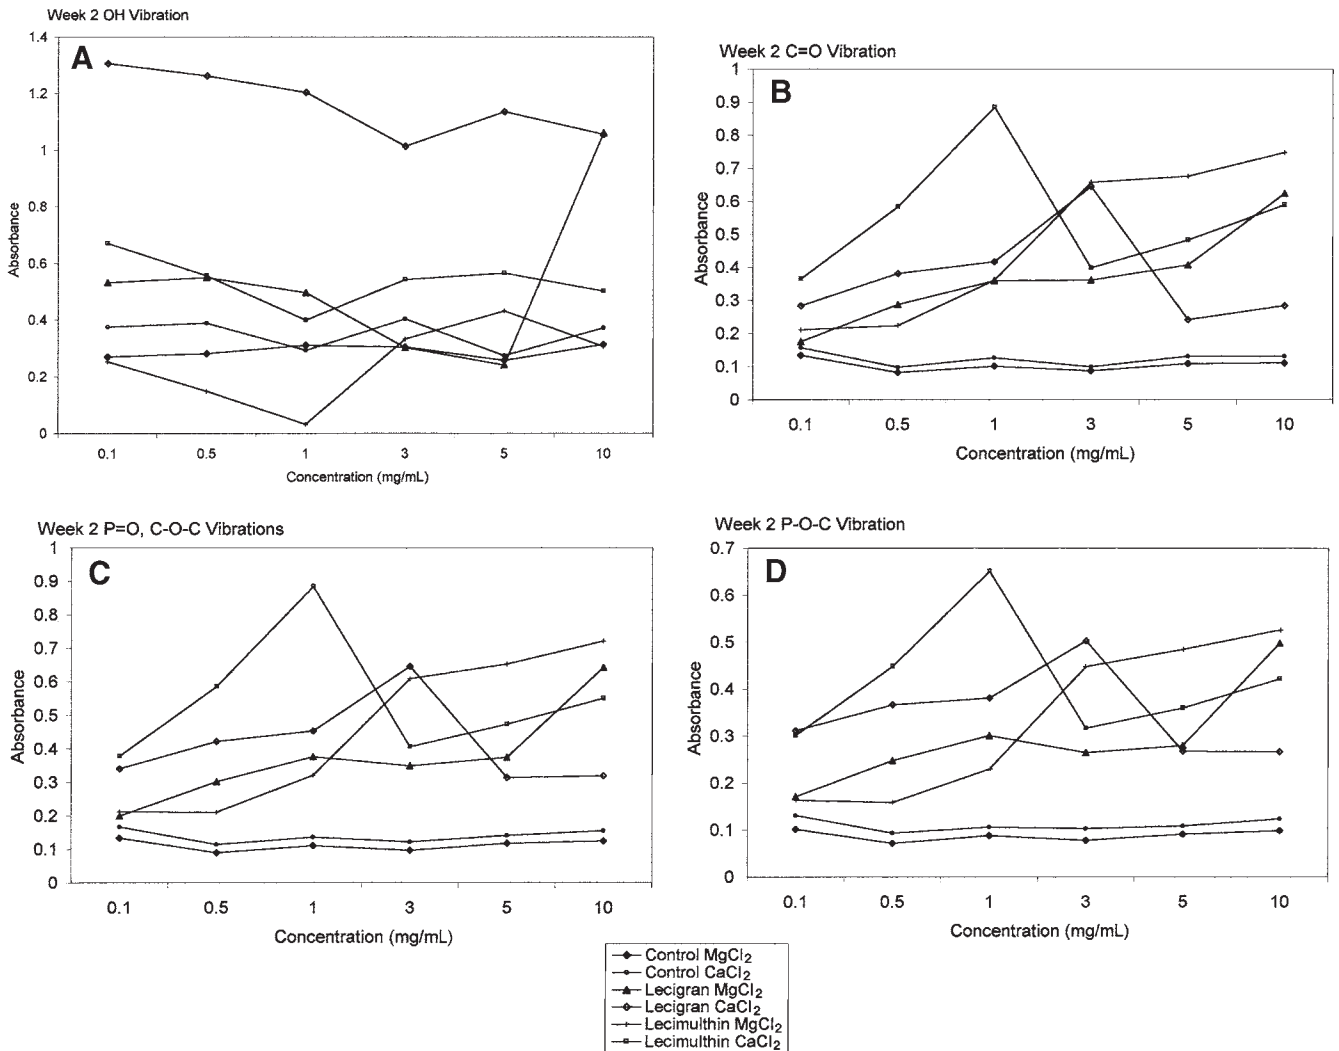 Week 2 OH Vibration
A
1.4
1.2
1
0.8
0.6
0.4
0.2
0
Absorbance
0.1 0.5 1 3 5 10
Concentration (mg/mL)
Week 2 C=O Vibration
B
1
0.9
0.8
0.7
0.6
0.5
0.4
0.3
0.2
0.1
0
Absorbance
0.1 0.5 1 3 5 10
Concentration (mg/mL)
Week 2 P=O, C-O-C Vibrations
C
1
0.9
0.8
0.7
0.6
0.5
0.4
0.3
0.2
0.1
0
Absorbance
0.1 0.5 1 3 5 10
Concentration (mg/mL)
Week 2 P-O-C Vibration
D
0.7
0.6
0.5
0.4
0.3
0.2
0.1
0
Absorbance
0.1 0.5 1 3 5 10
Concentration (mg/mL)
Control MgCl₂
Control CaCl₂
Lecigran MgCl₂
Lecigran CaCl₂
Lecimulthin MgCl₂
Lecimulthin CaCl₂